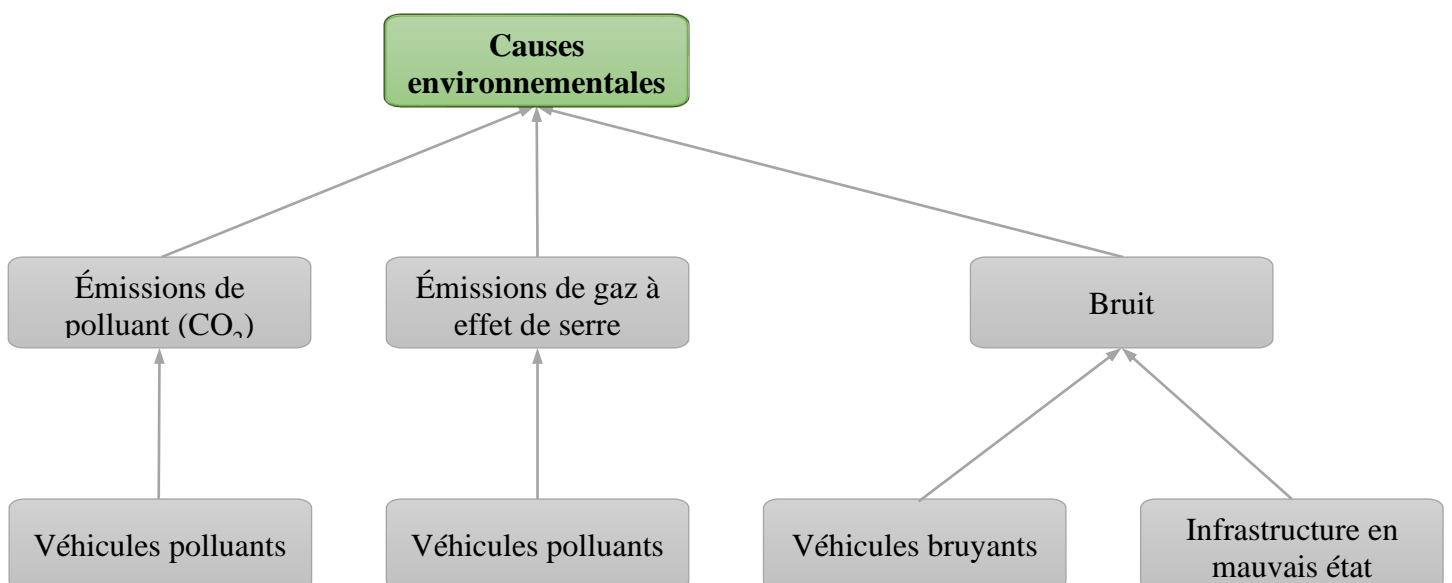 Causes
environnementales
Émissions de
polluant (CO₂)
Émissions de gaz à
effet de serre
Bruit
Véhicules polluants
Véhicules polluants
Véhicules bruyants
Infrastructure en
mauvais état